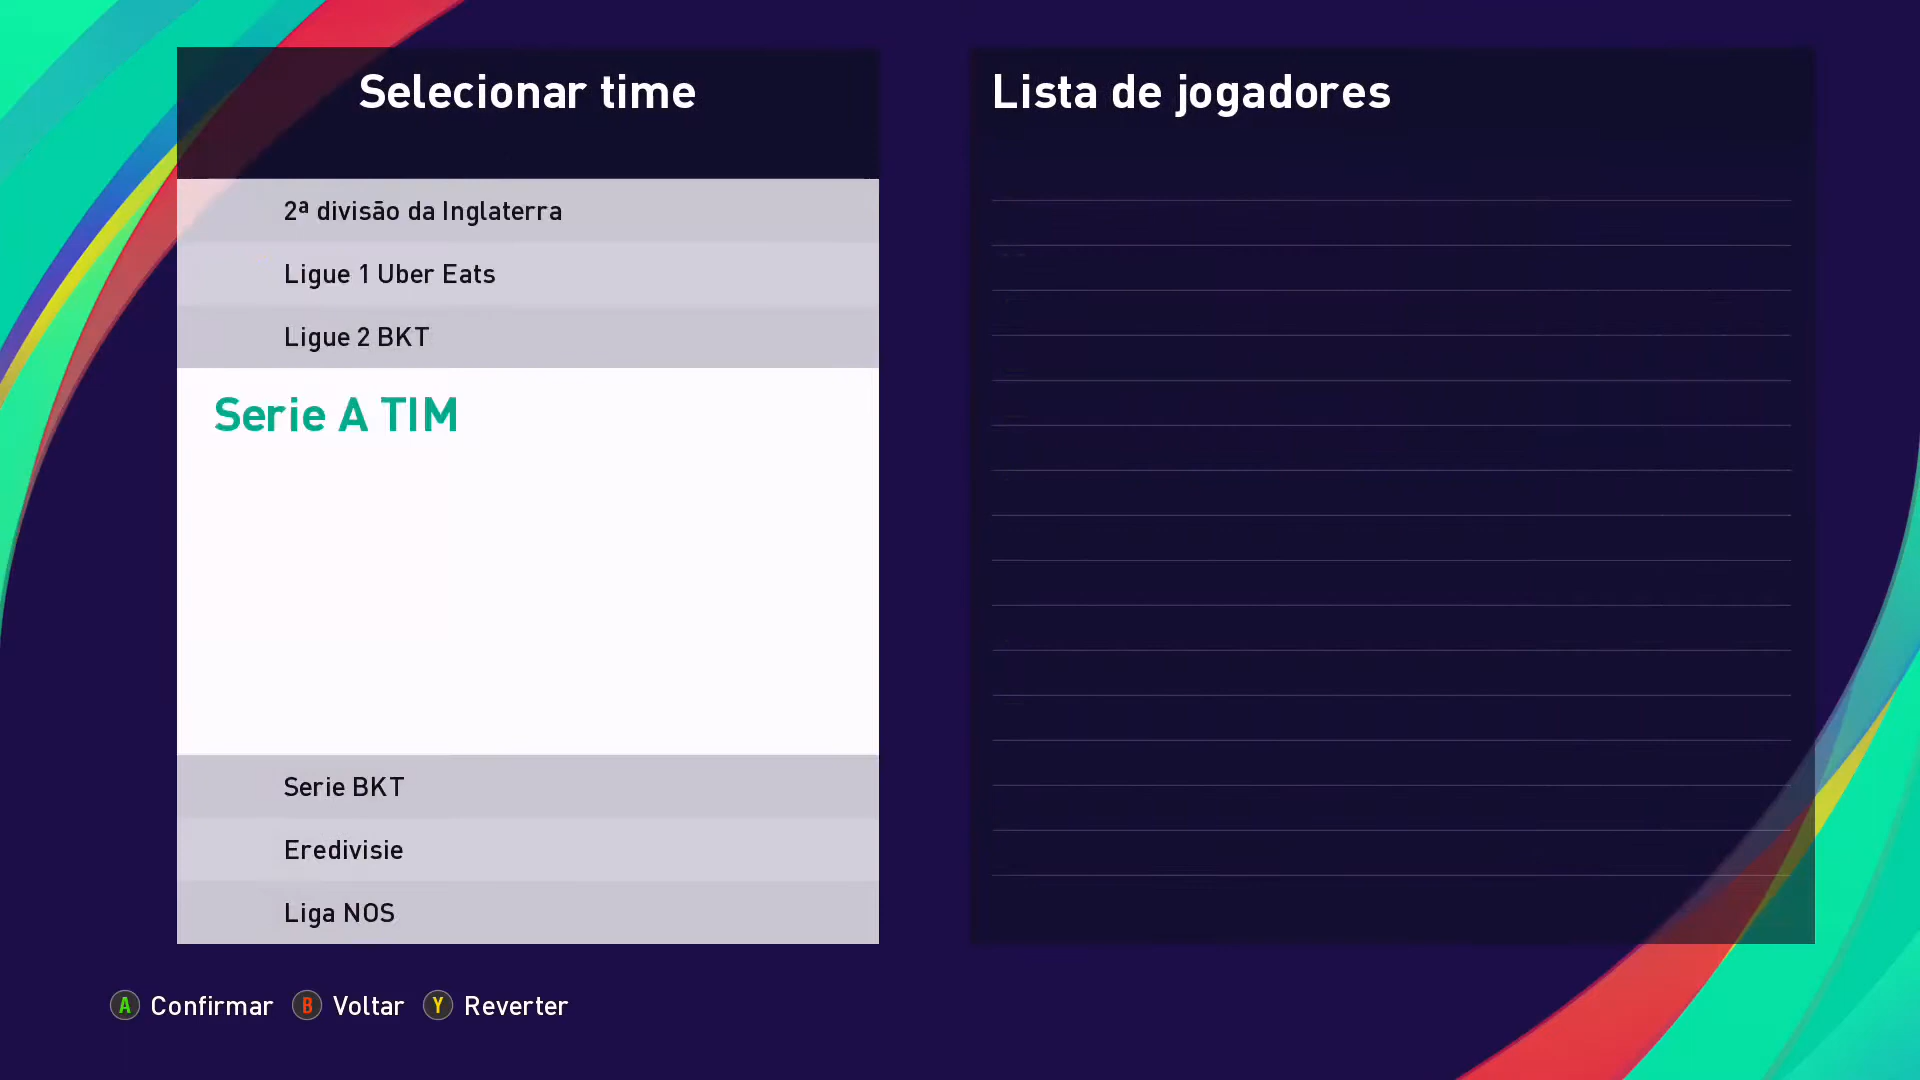 Selecionar time
2ª divisão da Inglaterra
Ligue 1 Uber Eats
Ligue 2 BKT
Serie A TIM
Serie BKT
Eredivisie
Liga NOS
Lista de jogadores
A Confirmar B Voltar Y Reverter